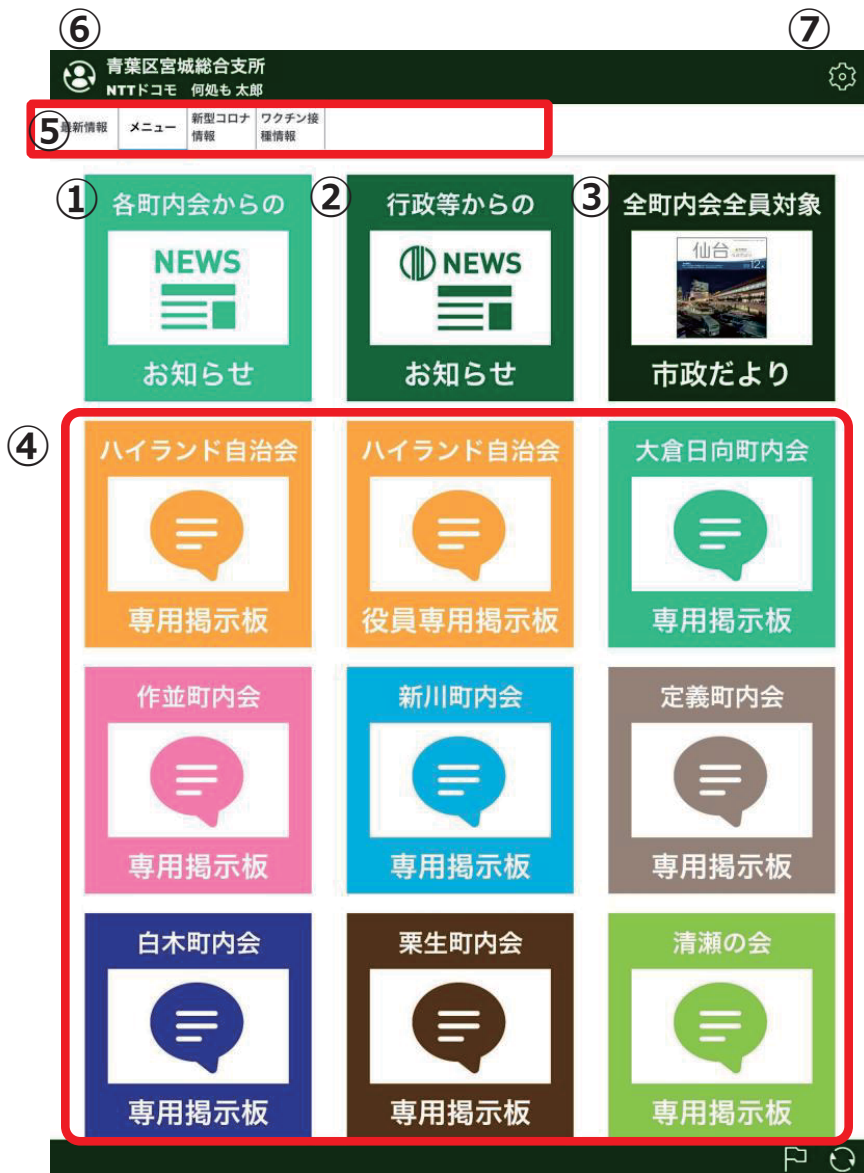 ⑥
⑦
青葉区宮城総合支所
NTTドコモ 何処も 太郎
⑤
最新情報
メニュー
新型コロナ
情報
ワクチン接
種情報
①
各町内会からの
NEWS
お知らせ
②
行政等からの
NEWS
お知らせ
③
全町内会全員対象
仙台
12
市政だより
④
ハイランド自治会
専用掲示板
ハイランド自治会
役員専用掲示板
大倉日向町内会
専用掲示板
作並町内会
専用掲示板
新川町内会
専用掲示板
定義町内会
専用掲示板
白木町内会
専用掲示板
栗生町内会
専用掲示板
清瀬の会
専用掲示板